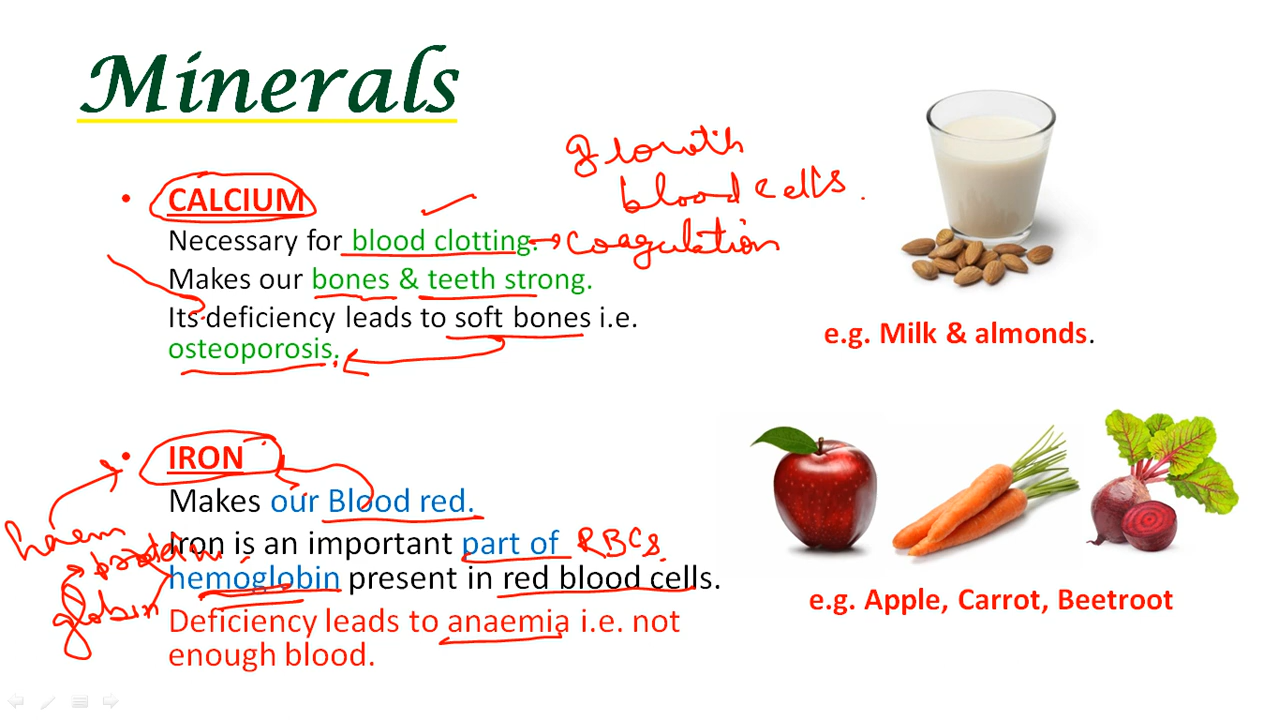 Minerals
• CALCIUM
Growth
blood cells.
Necessary for blood clotting. → Coagulation
Makes our bones & teeth strong.
Its deficiency leads to soft bones i.e.
osteoporosis.
e.g. Milk & almonds.
• IRON
Makes our Blood red.
haem
Iron is an important part of RBCs
protein
hemoglobin present in red blood cells.
globin
Deficiency leads to anaemia i.e. not
enough blood.
e.g. Apple, Carrot, Beetroot